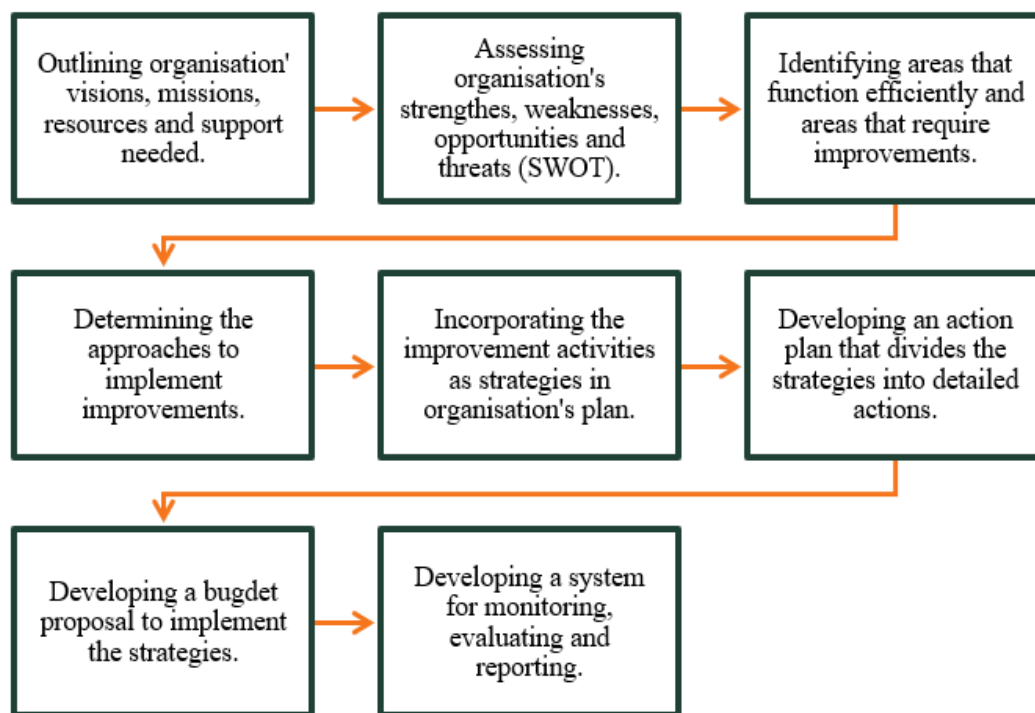 Outlining organisation'
visions, missions,
resources and support
needed.
Assessing
organisation's
strengthes, weaknesses,
opportunities and
threats (SWOT).
Identifying areas that
function efficiently and
areas that require
improvements.
Determining the
approaches to
implement
improvements.
Incorporating the
improvement activities
as strategies in
organisation's plan.
Developing an action
plan that divides the
strategies into detailed
actions.
Developing a bugdet
proposal to implement
the strategies.
Developing a system
for monitoring,
evaluating and
reporting.